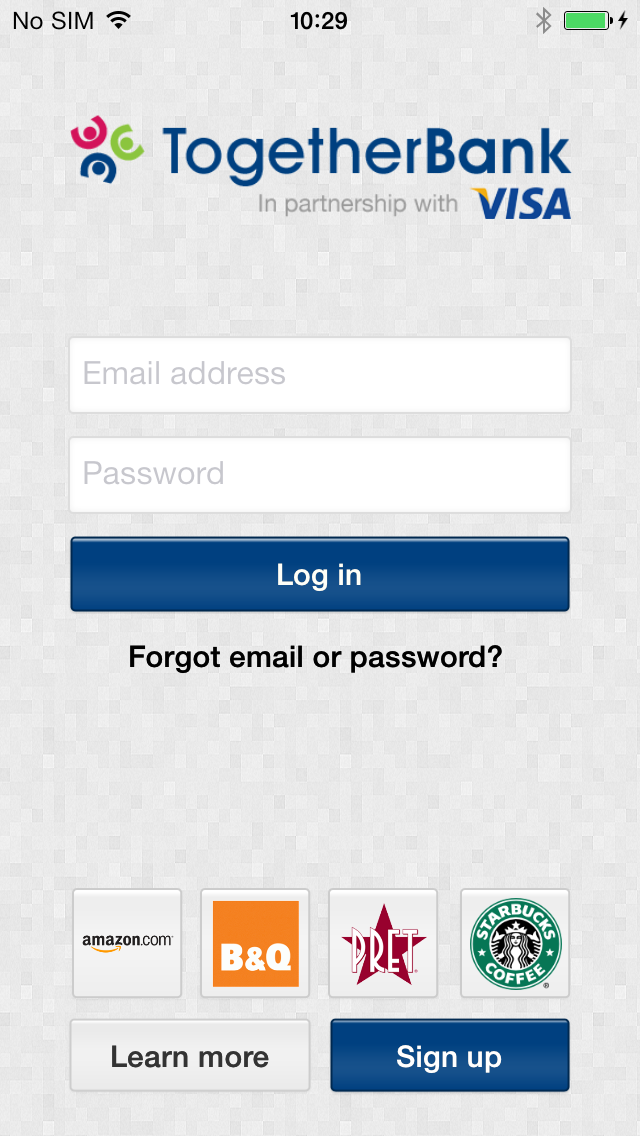 No SIM 10:29
TogetherBank
In partnership with VISA
Email address
Password
Log in
Forgot email or password?
amazon.com B&Q PRET STARBUCKS COFFEE
Learn more Sign up